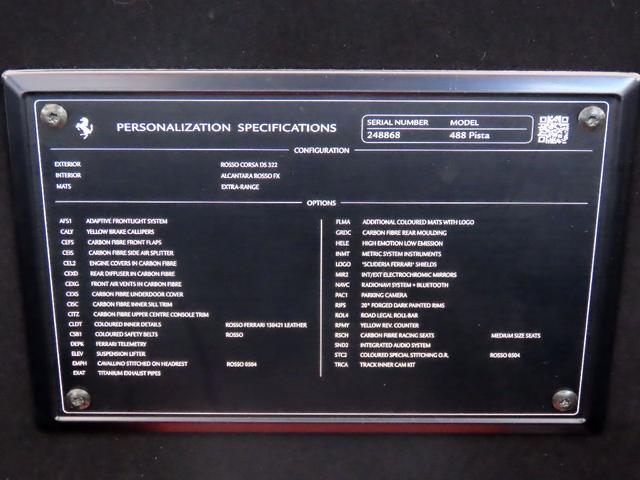 PERSONALIZATION SPECIFICATIONS
SERIAL NUMBER MODEL
248868 488 Pista
CONFIGURATION
EXTERIOR ROSSO CORSA DS 322
INTERIOR ALCANTARA ROSSO FX
MATS EXTRA-RANGE
OPTIONS
AFS1 ADAPTIVE FRONTLIGHT SYSTEM
CALY YELLOW BRAKE CALLIPERS
CEFS CARBON FIBRE FRONT FLAPS
CEIS CARBON FIBRE SIDE AIR SPLITTER
CEL2 ENGINE COVERS IN CARBON FIBRE
CEXD REAR DIFFUSER IN CARBON FIBRE
CEXG FRONT AIR VENTS IN CARBON FIBRE
CEXS CARBON FIBRE UNDERDOOR COVER
CISC CARBON FIBRE INNER SILL TRIM
CITZ CARBON FIBRE UPPER CENTRE CONSOLE TRIM
CLDT COLOURED INNER DETAILS ROSSO FERRARI 130421 LEATHER
CSB1 COLOURED SAFETY BELTS ROSSO
DEPK FERRARI TELEMETRY
ELEV SUSPENSION LIFTER
EMPH CAVALLINO STITCHED ON HEADREST ROSSO 0504
EXAT TITANIUM EXHAUST PIPES
FLMA ADDITIONAL COLOURED MATS WITH LOGO
GRDC CARBON FIBRE REAR MOULDING
HELE HIGH EMOTION LOW EMISSION
INMT METRIC SYSTEM INSTRUMENTS
LOGO "SCUDERIA FERRARI" SHIELDS
MIR2 INT/EXT ELECTROCHROMIC MIRRORS
NAVC RADIONAVI SYSTEM + BLUETOOTH
PAC1 PARKING CAMERA
RIFS 20" FORGED DARK PAINTED RIMS
ROL4 ROAD LEGAL ROLL-BAR
RPMY YELLOW REV. COUNTER
RSCH CARBON FIBRE RACING SEATS MEDIUM SIZE SEATS
SND2 INTEGRATED AUDIO SYSTEM
STC2 COLOURED SPECIAL STITCHING O.R. ROSSO 0504
TRCA TRACK INNER CAM KIT